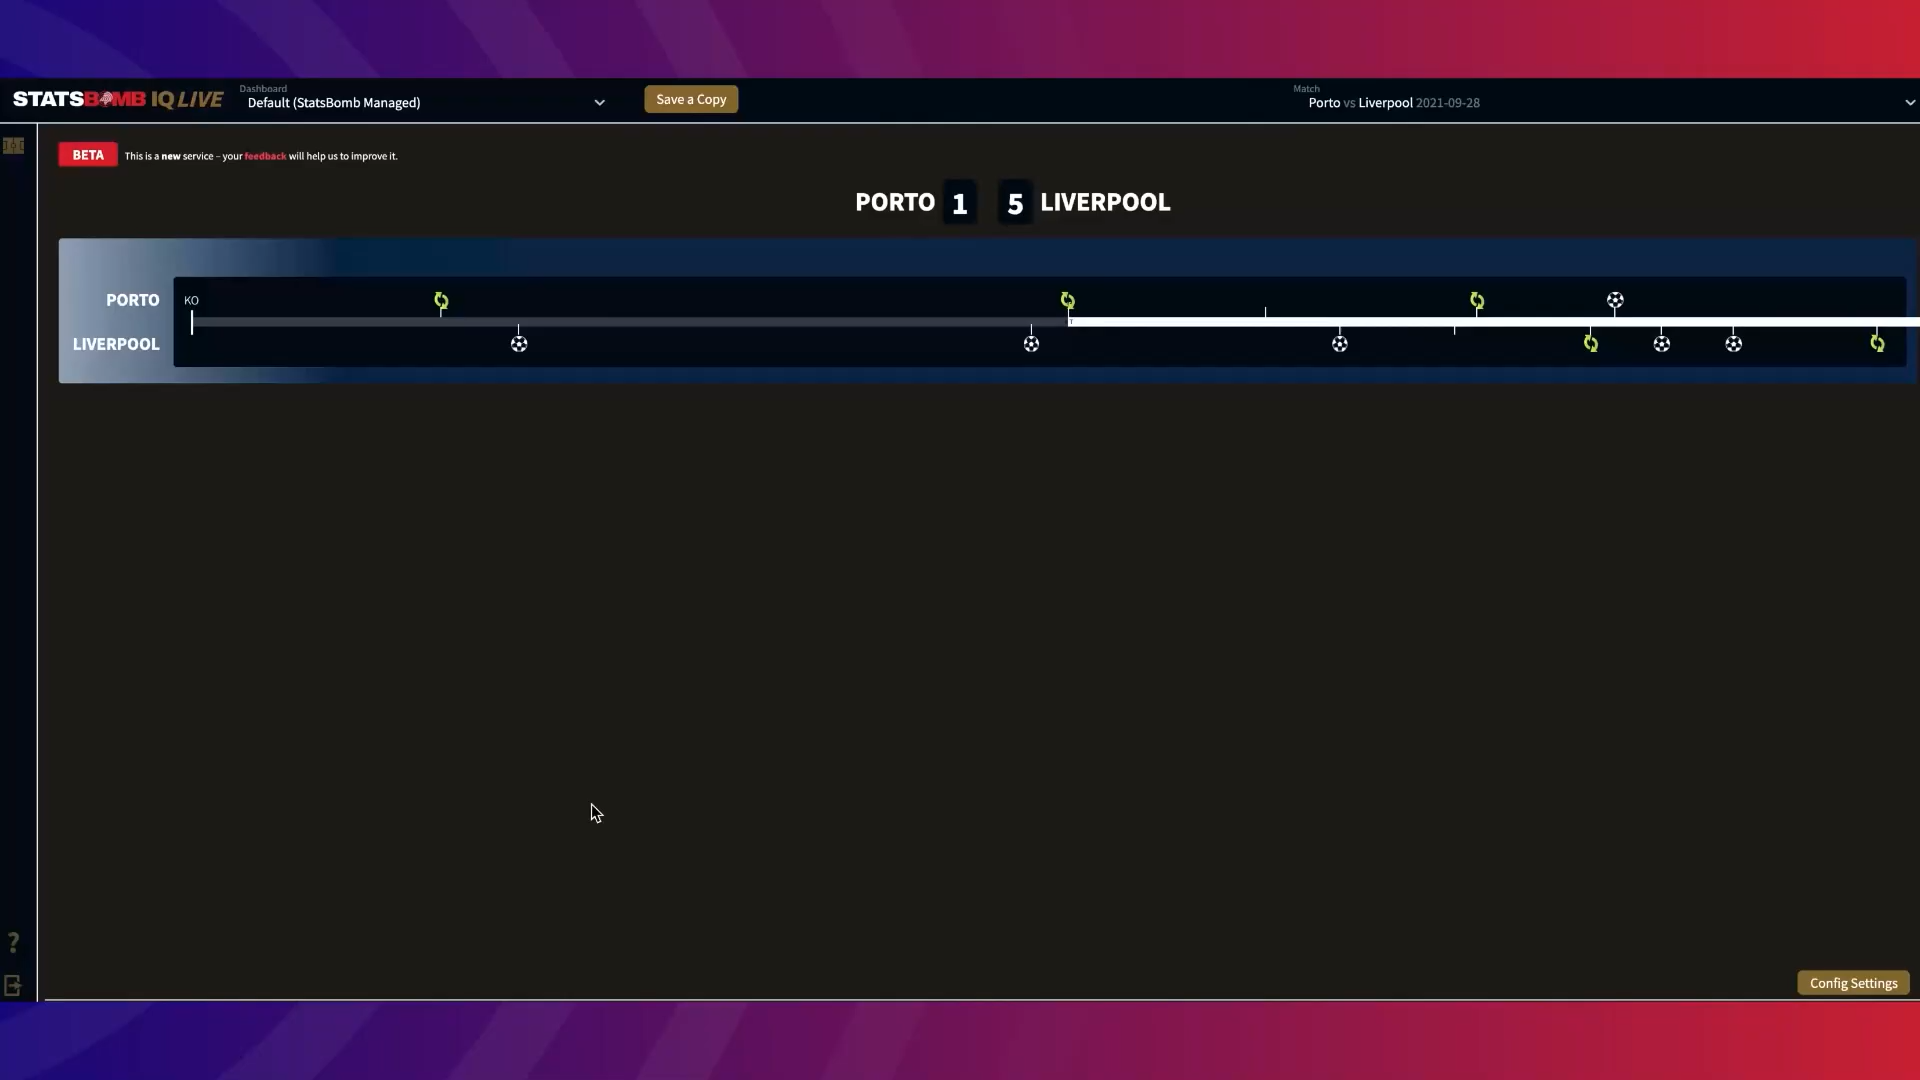 STATSBOMB IQ LIVE
Dashboard
Default (StatsBomb Managed)
Save a Copy
Match
Porto vs Liverpool 2021-09-28
BETA
This is a new service – your feedback will help us to improve it.
PORTO 1 5 LIVERPOOL
PORTO
KO
LIVERPOOL
?
Config Settings